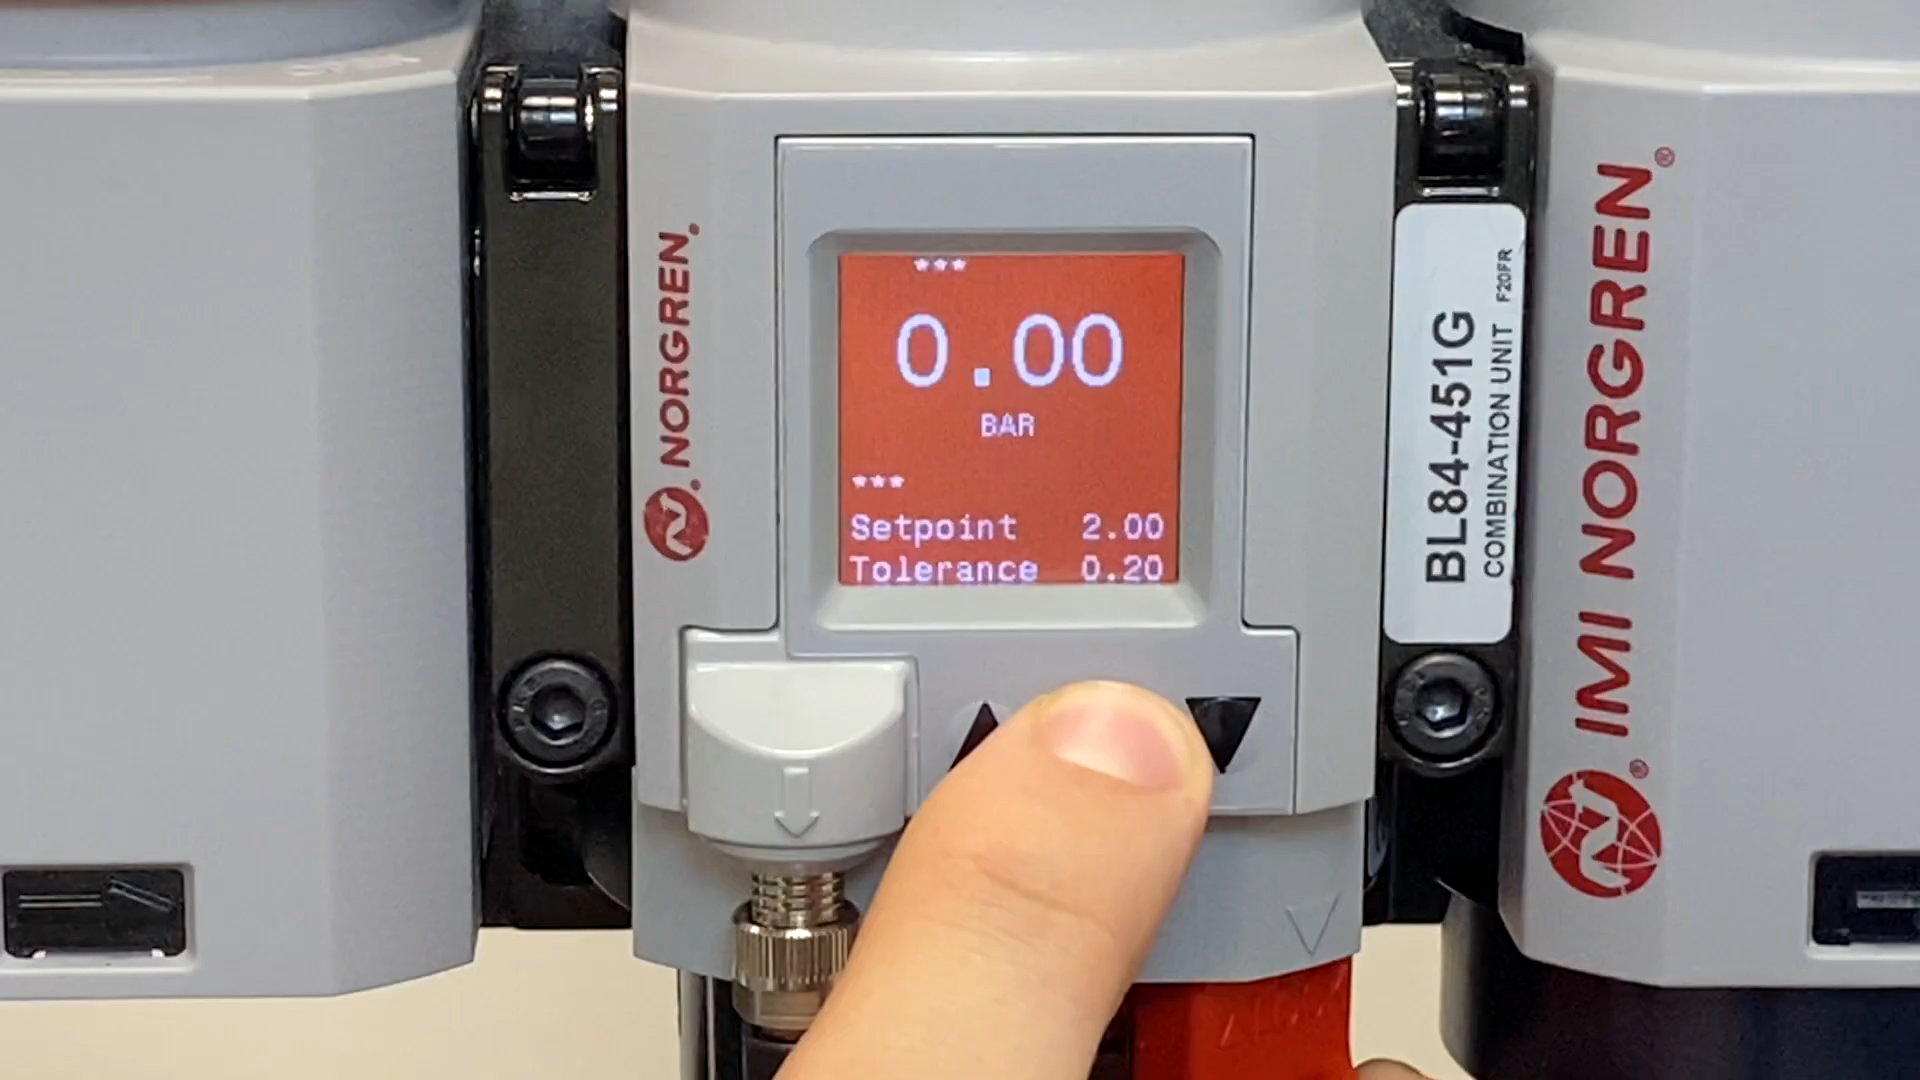 NORGREN
***
0.00
BAR
***
Setpoint 2.00
Tolerance 0.20
BL84-451G
COMBINATION UNIT F20FR
IMI NORGREN